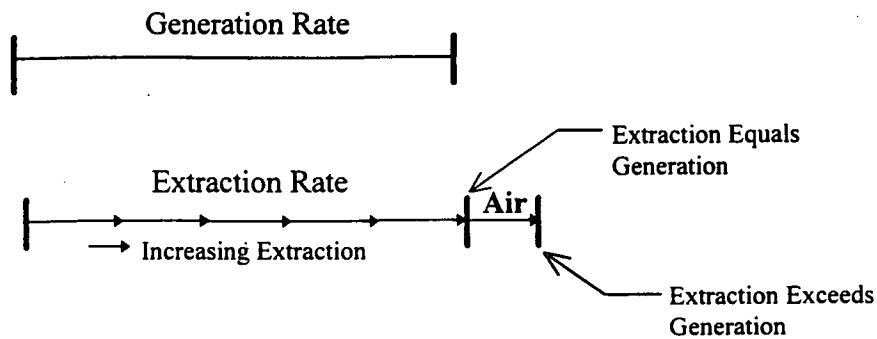 Generation Rate
Extraction Equals
Generation
Extraction Rate
Air
Increasing Extraction
Extraction Exceeds
Generation